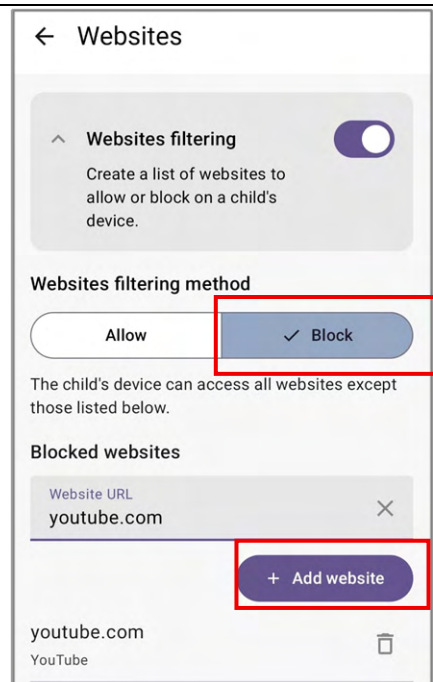 Websites
Websites filtering
Create a list of websites to
allow or block on a child's
device.
Websites filtering method
Allow
Block
The child's device can access all websites except
those listed below.
Blocked websites
Website URL
youtube.com
+ Add website
youtube.com
YouTube